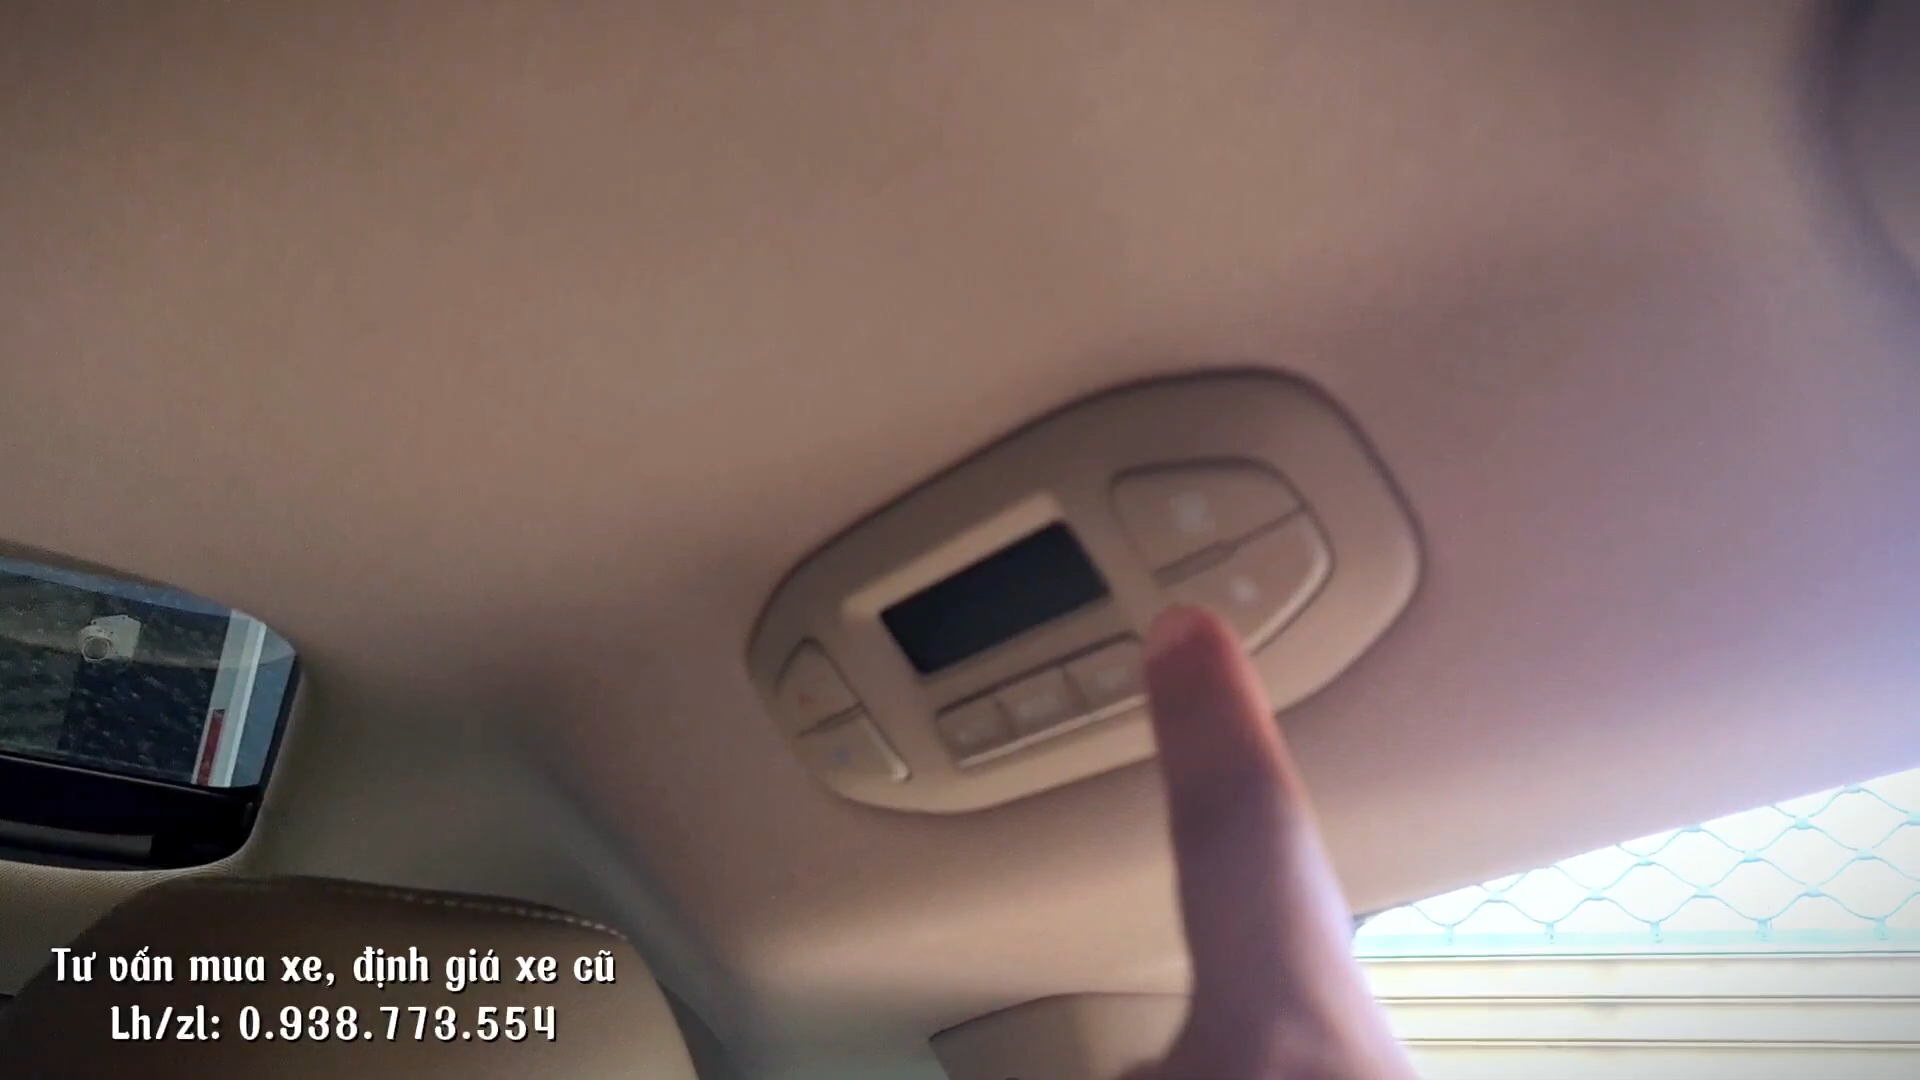 Tư vấn mua xe, định giá xe cũ
Lh/zl: 0.938.773.554